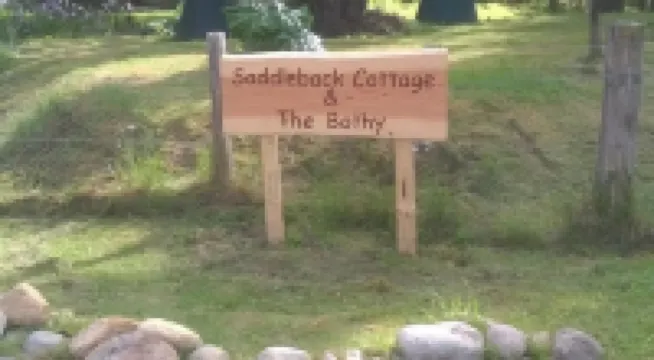 Saddleback Cottage
&
The Bothy